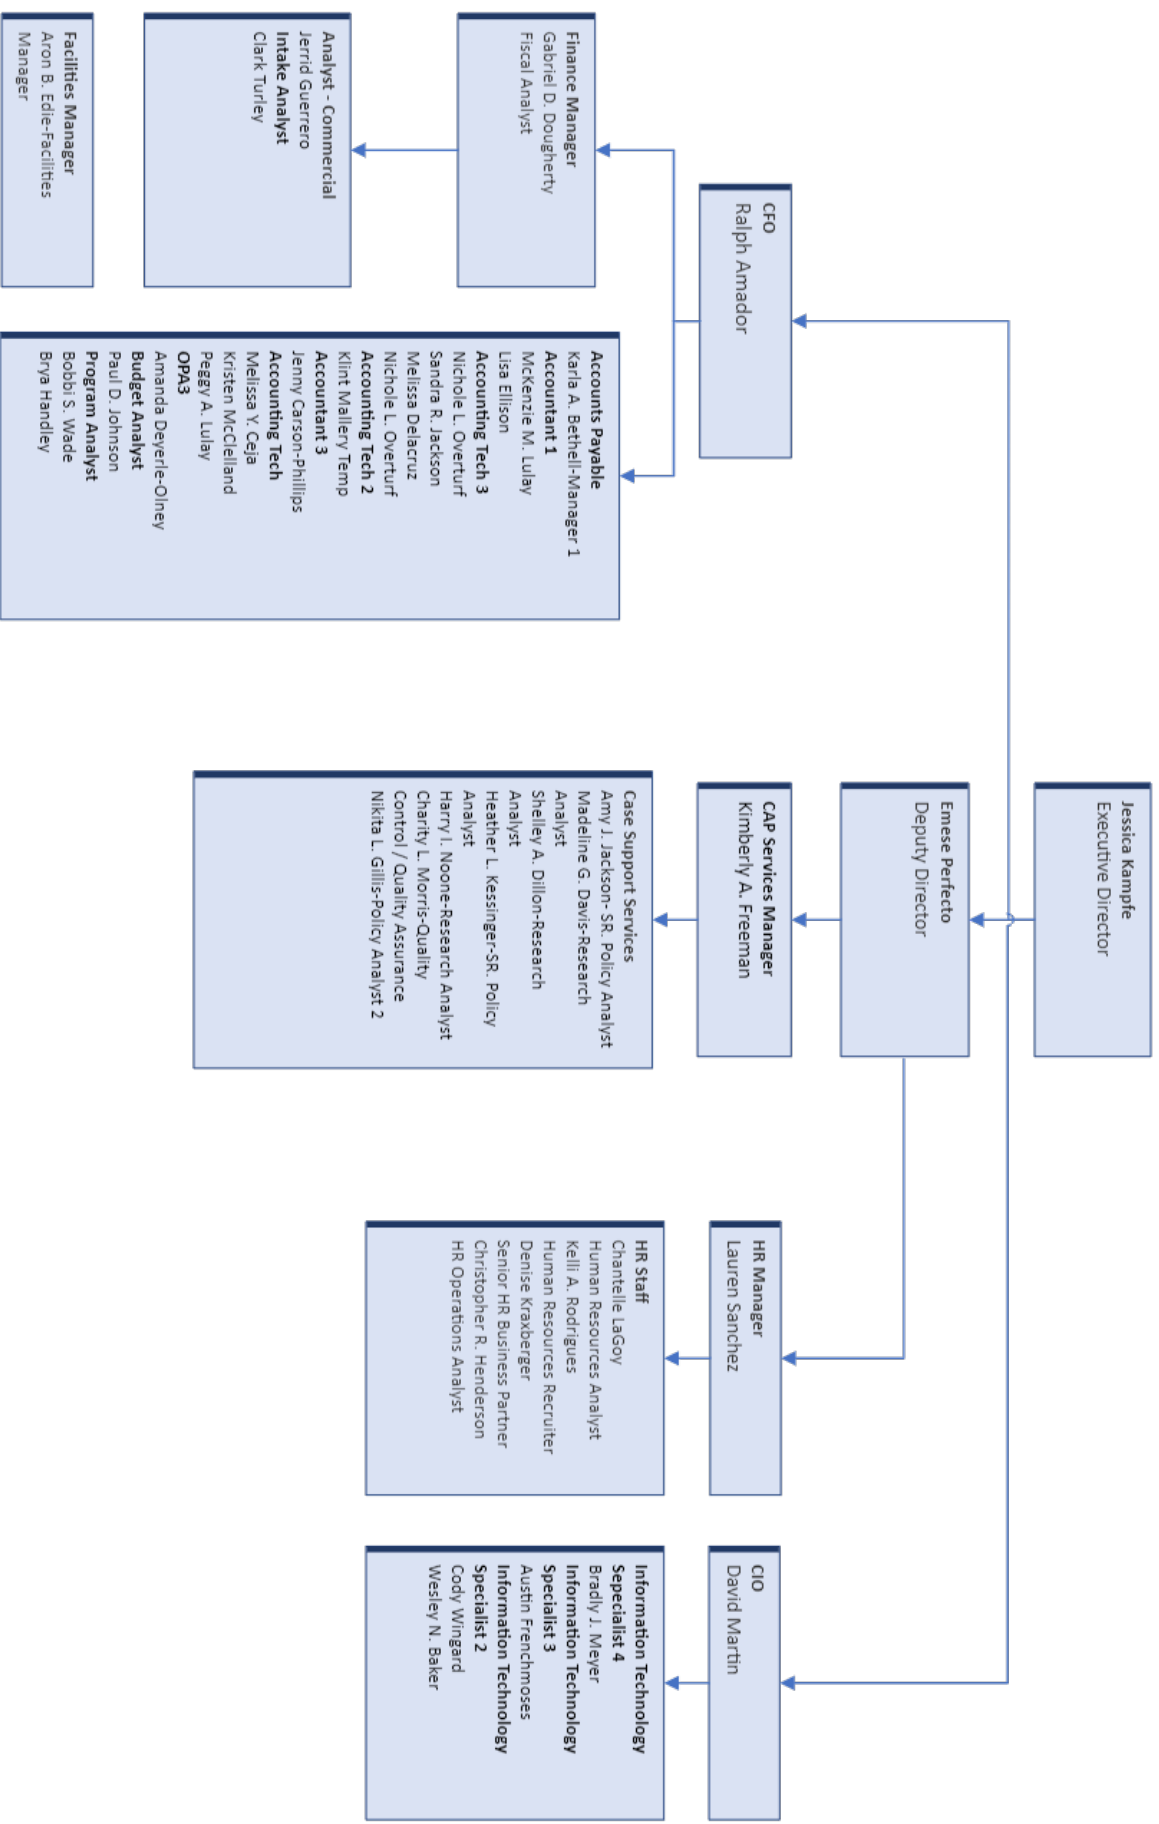 Jessica Kampfe
Executive Director
Emese Perfecto
Deputy Director
CFO
Ralph Amador
CAP Services Manager
Kimberly A. Freeman
HR Manager
Lauren Sanchez
CIO
David Martin
Finance Manager
Gabriel D. Dougherty
Fiscal Analyst
Analyst - Commercial
Jerrid Guerrero
Intake Analyst
Clark Turley
Facilities Manager
Aron B. Edie-Facilities
Manager
Accounts Payable
Karla A. Bethell-Manager 1
Accountant 1
McKenzie M. Lulay
Lisa Ellison
Accounting Tech 3
Nichole L. Overturf
Sandra R. Jackson
Melissa Delacruz
Nichole L. Overturf
Accounting Tech 2
Klint Mallery Temp
Accountant 3
Jenny Carson-Phillips
Accounting Tech
Melissa Y. Ceja
Kristen McClelland
Peggy A. Lulay
OPA3
Amanda Deyerle-Olney
Budget Analyst
Paul D. Johnson
Program Analyst
Bobbi S. Wade
Brya Handley
Case Support Services
Amy J. Jackson- SR. Policy Analyst
Madeline G. Davis-Research
Analyst
Shelley A. Dillon-Research
Analyst
Heather L. Kessinger-SR. Policy
Analyst
Harry I. Noone-Research Analyst
Charity L. Morris-Quality
Control / Quality Assurance
Nikita L. Gillis-Policy Analyst 2
HR Staff
Chantelle LaGoy
Human Resources Analyst
Kelli A. Rodrigues
Human Resources Recruiter
Denise Kraxberger
Senior HR Business Partner
Christopher R. Henderson
HR Operations Analyst
Information Technology
Sepecialist 4
Bradly J. Meyer
Information Technology
Specialist 3
Austin Frenchmoses
Information Technology
Specialist 2
Cody Wingard
Wesley N. Baker